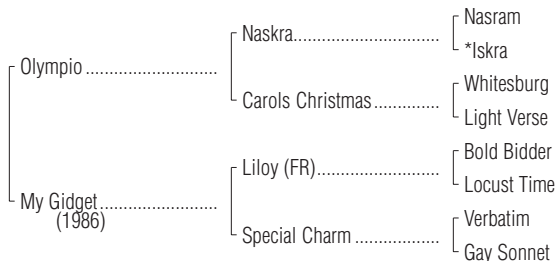 Nasram
Naskra
*Iskra
Olympio
Whitesburg
Carols Christmas
Light Verse
Bold Bidder
Liloy (FR)
Locust Time
My Gidget
(1986)
Verbatim
Special Charm
Gay Sonnet